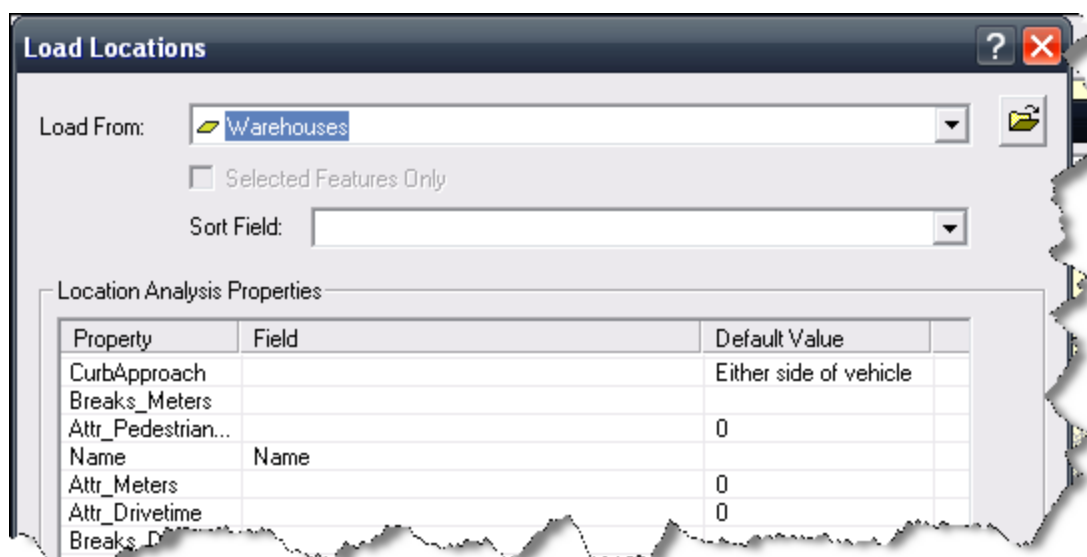 Load Locations
?
Load From: Warehouses
Selected Features Only
Sort Field:
Location Analysis Properties
Property Field Default Value
CurbApproach Either side of vehicle
Breaks_Meters
Attr_Pedestrian... 0
Name Name
Attr_Meters 0
Attr_Drivetime 0